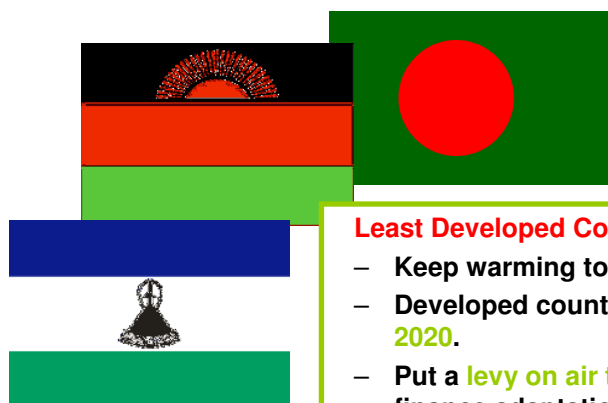 Least Developed Co
– Keep warming to
– Developed count
2020.
– Put a levy on air